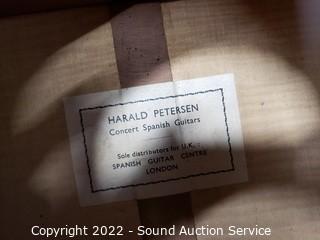 HARALD PETERSEN
Concert Spanish Guitars
Sole distributors for U.K. :
SPANISH GUITAR CENTRE
LONDON
Copyright 2022 - Sound Auction Service